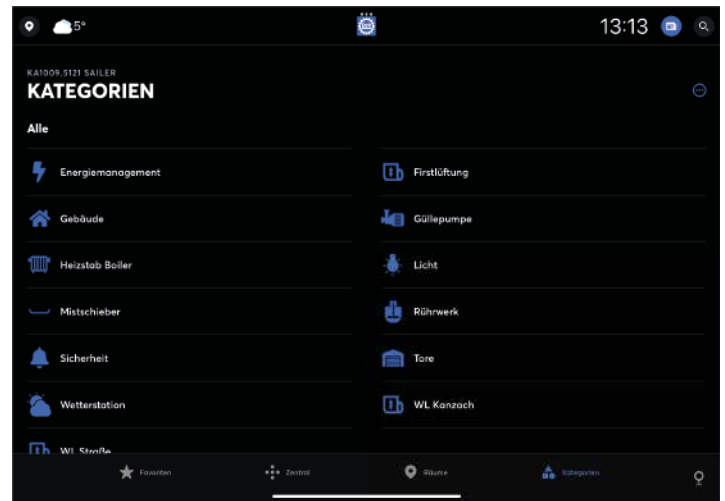 5°
13:13
KA1009.5121 SAILER
KATEGORIEN
Alle
Energiemanagement
Firstlüftung
Gebäude
Güllepumpe
Heizstab Boiler
Licht
Mistschieber
Rührwerk
Sicherheit
Tore
Wetterstation
WL Kanzach
WL Straße
Favoriten
Zentral
Räume
Kategorien